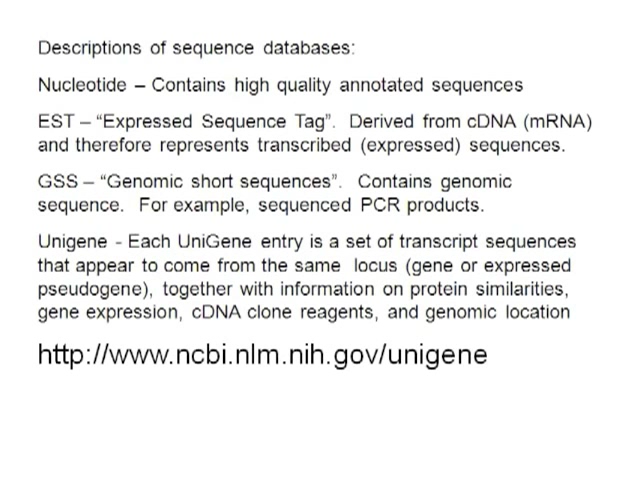 Descriptions of sequence databases:
Nucleotide – Contains high quality annotated sequences
EST – “Expressed Sequence Tag”. Derived from cDNA (mRNA)
and therefore represents transcribed (expressed) sequences.
GSS – “Genomic short sequences”. Contains genomic
sequence. For example, sequenced PCR products.
Unigene - Each UniGene entry is a set of transcript sequences
that appear to come from the same locus (gene or expressed
pseudogene), together with information on protein similarities,
gene expression, cDNA clone reagents, and genomic location
http://www.ncbi.nlm.nih.gov/unigene